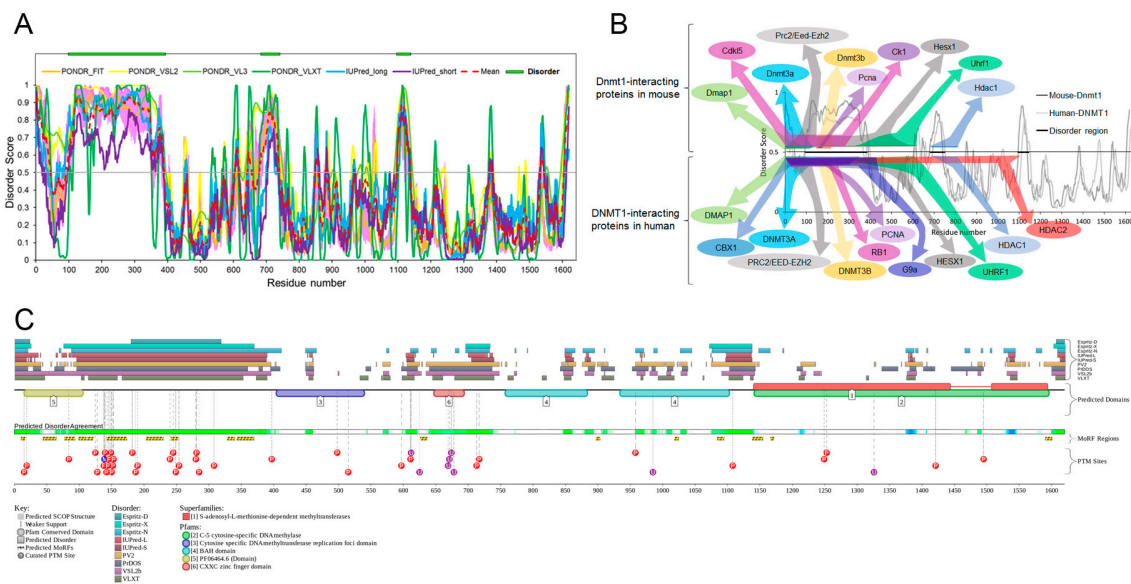 A
PONDR_FIT PONDR_VSL2 PONDR_VL3 PONDR_VLXT IUPred_long IUPred_short Mean Disorder
Disorder Score
1
0.9
0.8
0.7
0.6
0.5
0.4
0.3
0.2
0.1
0
0 100 200 300 400 500 600 700 800 900 1000 1100 1200 1300 1400 1500 1600
Residue number
B
Dnmt1-interacting
proteins in mouse
DNMT1-interacting
proteins in human
Prc2/Eed-Ezh2
Cdkl5
Dnmt3a
Dnmt3b
Ck1
Hesx1
Pcna
Uhrf1
Dmap1
Hdac1
Mouse-Dnmt1
Human-DNMT1
Disorder region
Disorder Score
1
0.5
0
0 100 200 300 400 500 600 700 800 900 1000 1100 1200 1300 1400 1500 1600
Residue number
DMAP1
CBX1
DNMT3A
PRC2/EED-EZH2
DNMT3B
RB1
PCNA
G9a
HESX1
UHRF1
HDAC1
HDAC2
C
Espritz-D
Espritz-X
Espritz-N
IUPred-L
IUPred-S
PV2
PrDOS
VSL2b
VLXT
5
3
6
4
4
1
2
Predicted Domains
Predicted Disorder Agreement
MoRF Regions
PTM Sites
0 50 100 150 200 250 300 350 400 450 500 550 600 650 700 750 800 850 900 950 1000 1050 1100 1150 1200 1250 1300 1350 1400 1450 1500 1550 1600
Key:
Predicted SCOP Structure
Weaker Support
Pfam Conserved Domain
Predicted Disorder
Predicted MoRFs
Curated PTM Site
Disorder:
Espritz-D
Espritz-X
Espritz-N
IUPred-L
IUPred-S
PV2
PrDOS
VSL2b
VLXT
Superfamilies:
[1] S-adenosyl-L-methionine-dependent methyltransferases
Pfams:
[2] C-5 cytosine-specific DNA methylase
[3] Cytosine specific DNA methyltransferase replication foci domain
[4] BAH domain
[5] PF06464.6 (Domain)
[6] CXXC zinc finger domain